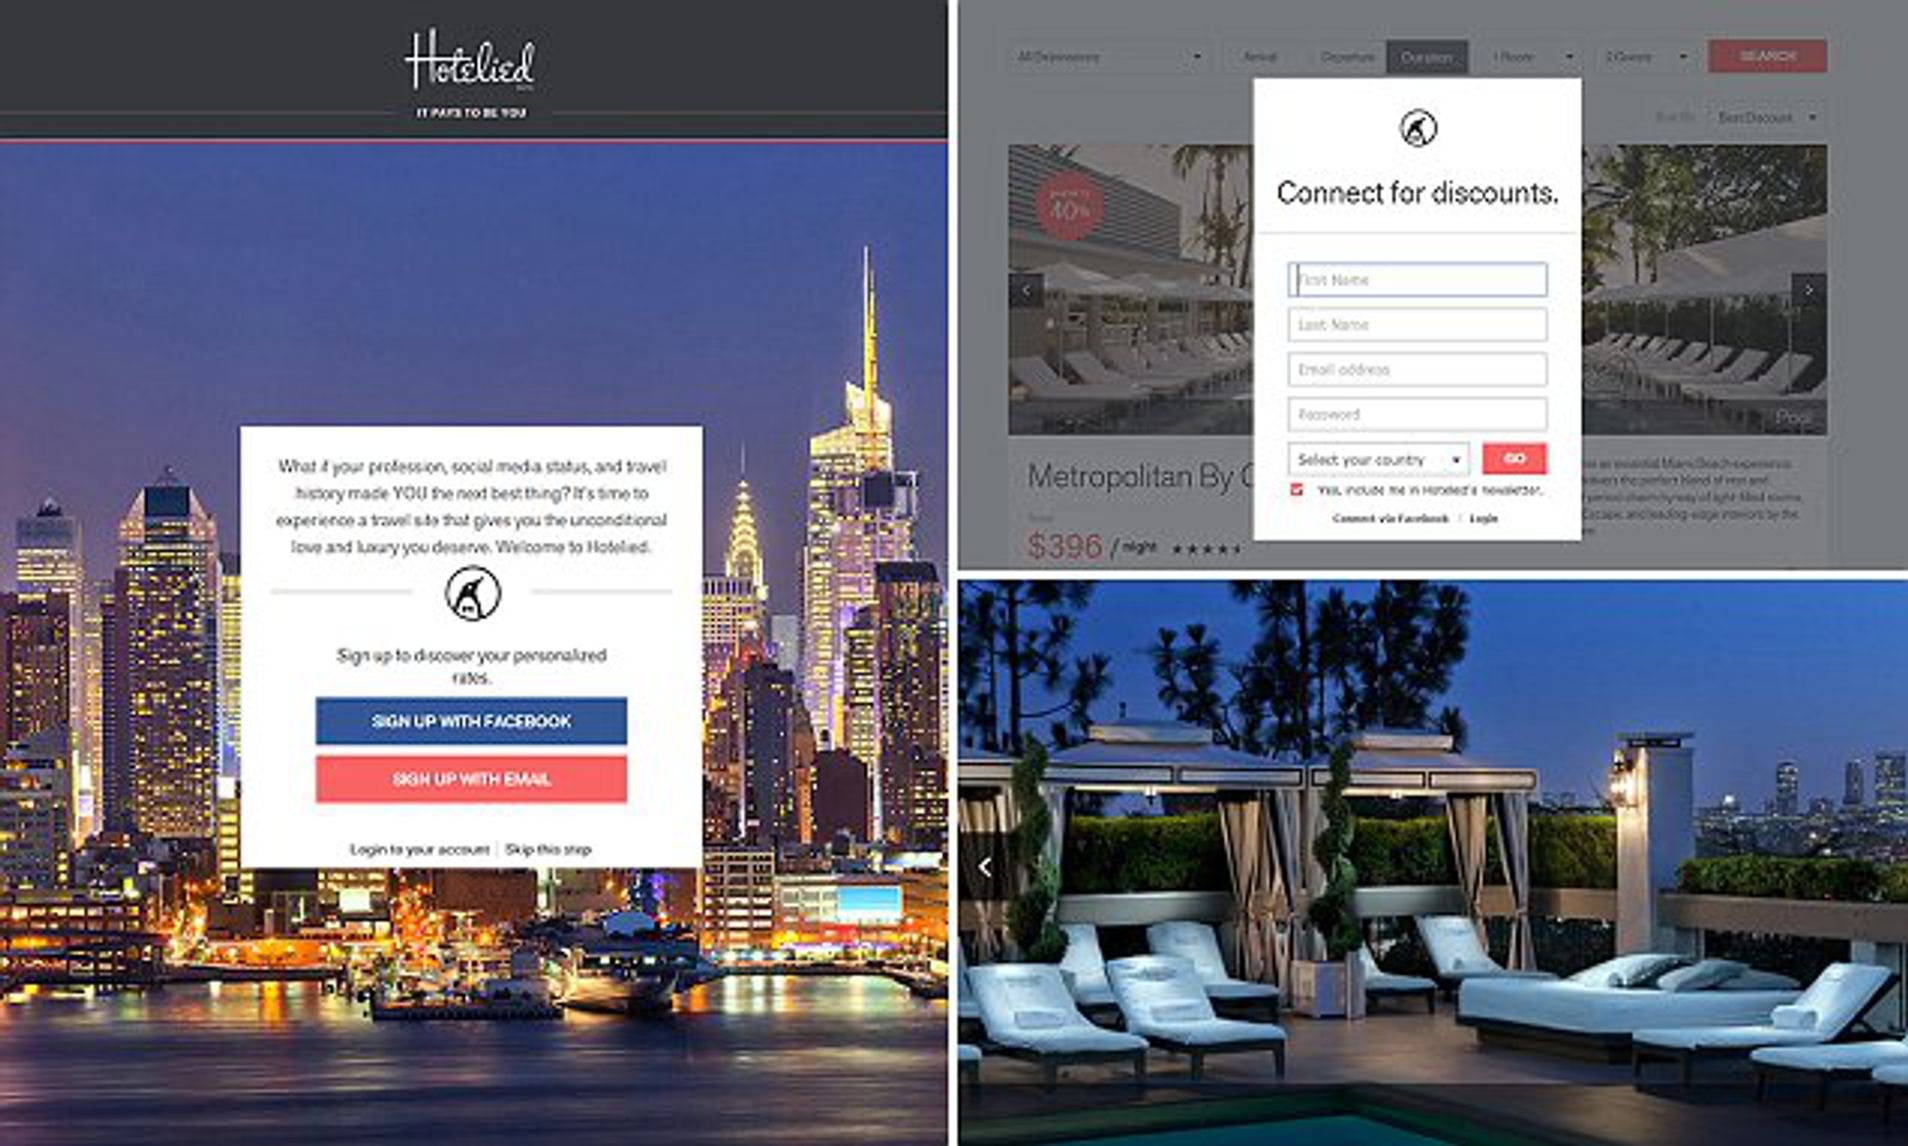 Hotelied
IT PAYS TO BE YOU
What if your profession, social media status, and travel
history made YOU the next best thing? It's time to
experience a travel site that gives you the unconditional
love and luxury you deserve. Welcome to Hotelied.
Sign up to discover your personalized
rates.
SIGN UP WITH FACEBOOK
SIGN UP WITH EMAIL
Login to your account | Skip this step
All Destinations Arrival Departure Duration 1 Room 2 Guests SEARCH
Sort By Best Discount
40%
Connect for discounts.
First Name
Last Name
Email address
Password
Select your country GO
Yes, include me in Hotelied's newsletter.
Connect via Facebook | Login
Pool
Metropolitan By
$396 / night